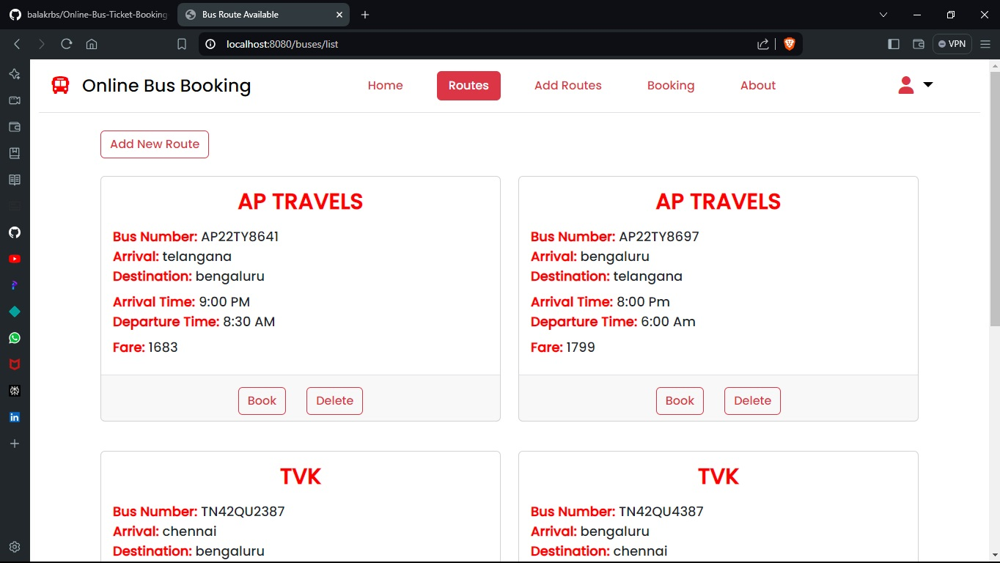 balakrbs/Online-Bus-Ticket-Booking
Bus Route Available
localhost:8080/buses/list
VPN
Online Bus Booking
Home
Routes
Add Routes
Booking
About
Add New Route
AP TRAVELS
Bus Number: AP22TY8641
Arrival: telangana
Destination: bengaluru
Arrival Time: 9:00 PM
Departure Time: 8:30 AM
Fare: 1683
Book
Delete
AP TRAVELS
Bus Number: AP22TY8697
Arrival: bengaluru
Destination: telangana
Arrival Time: 8:00 Pm
Departure Time: 6:00 Am
Fare: 1799
Book
Delete
TVK
Bus Number: TN42QU2387
Arrival: chennai
Destination: bengaluru
TVK
Bus Number: TN42QU4387
Arrival: bengaluru
Destination: chennai
in